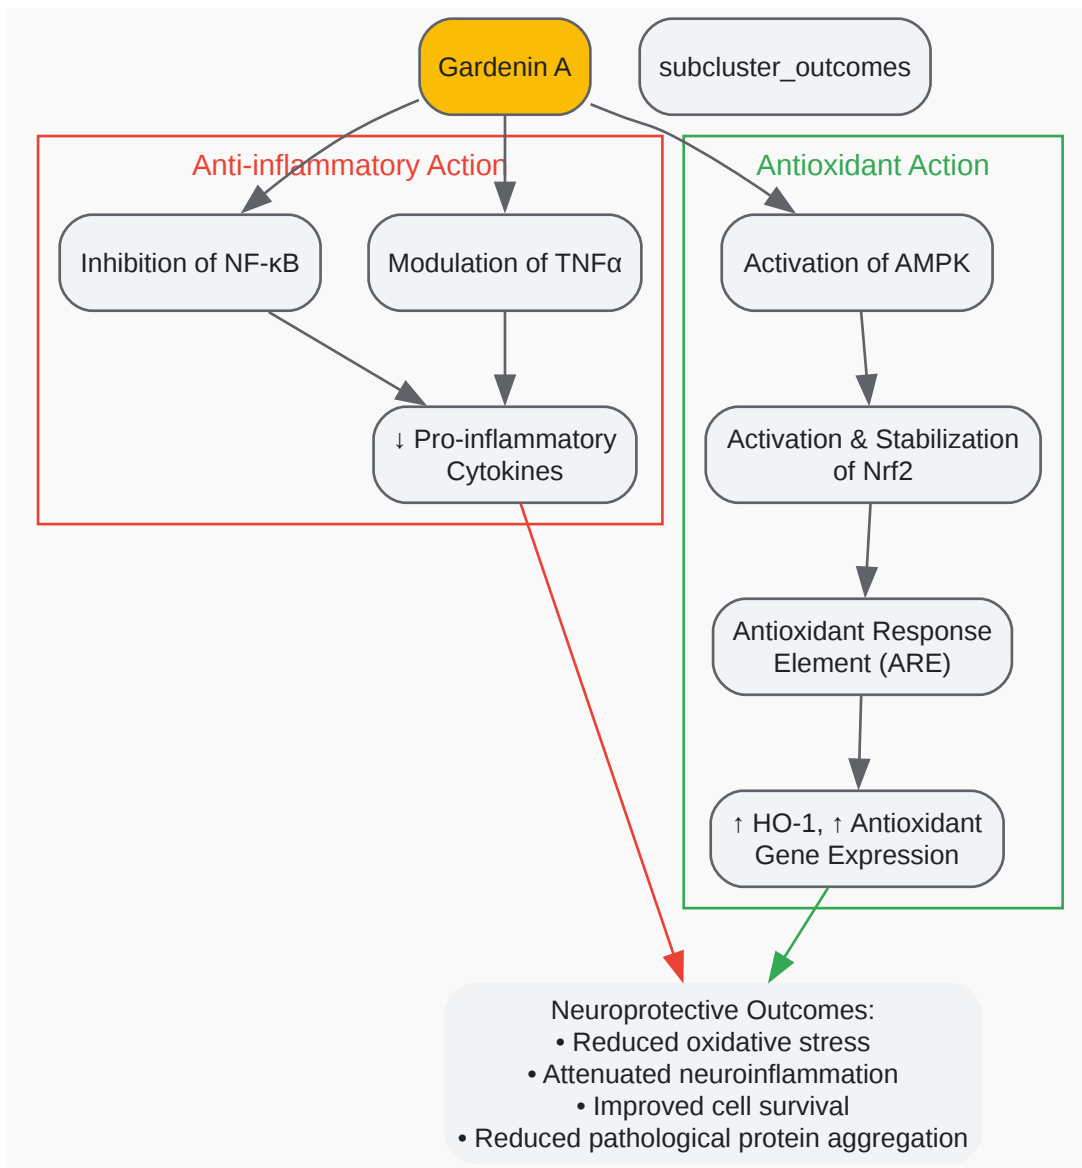 Gardenin A
subcluster_outcomes
Anti-inflammatory Action
Antioxidant Action
Inhibition of NF-κB
Modulation of TNFα
Activation of AMPK
↓ Pro-inflammatory
Cytokines
Activation & Stabilization
of Nrf2
Antioxidant Response
Element (ARE)
↑ HO-1, ↑ Antioxidant
Gene Expression
Neuroprotective Outcomes:
• Reduced oxidative stress
• Attenuated neuroinflammation
• Improved cell survival
• Reduced pathological protein aggregation